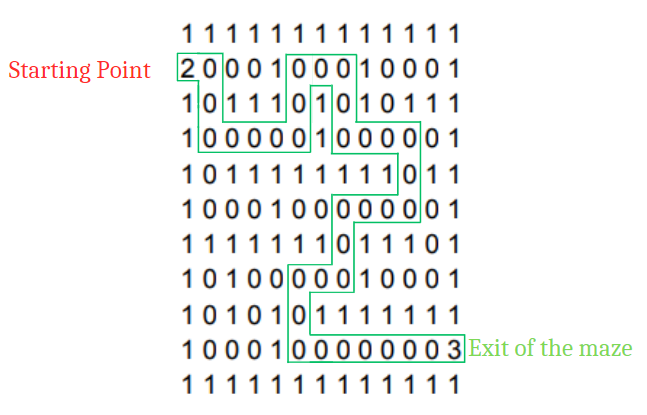 1 1 1 1 1 1 1 1 1 1 1 1 1
Starting Point 2 0 0 0 1 0 0 0 1 0 0 0 1
1 0 1 1 1 0 1 0 1 0 1 1 1
1 0 0 0 0 0 1 0 0 0 0 0 1
1 0 1 1 1 1 1 1 1 1 0 1 1
1 0 0 0 1 0 0 0 0 0 0 0 1
1 1 1 1 1 1 1 0 1 1 1 0 1
1 0 1 0 0 0 0 0 1 0 0 0 1
1 0 1 0 1 0 1 1 1 1 1 1 1
1 0 0 0 1 0 0 0 0 0 0 0 3 Exit of the maze
1 1 1 1 1 1 1 1 1 1 1 1 1